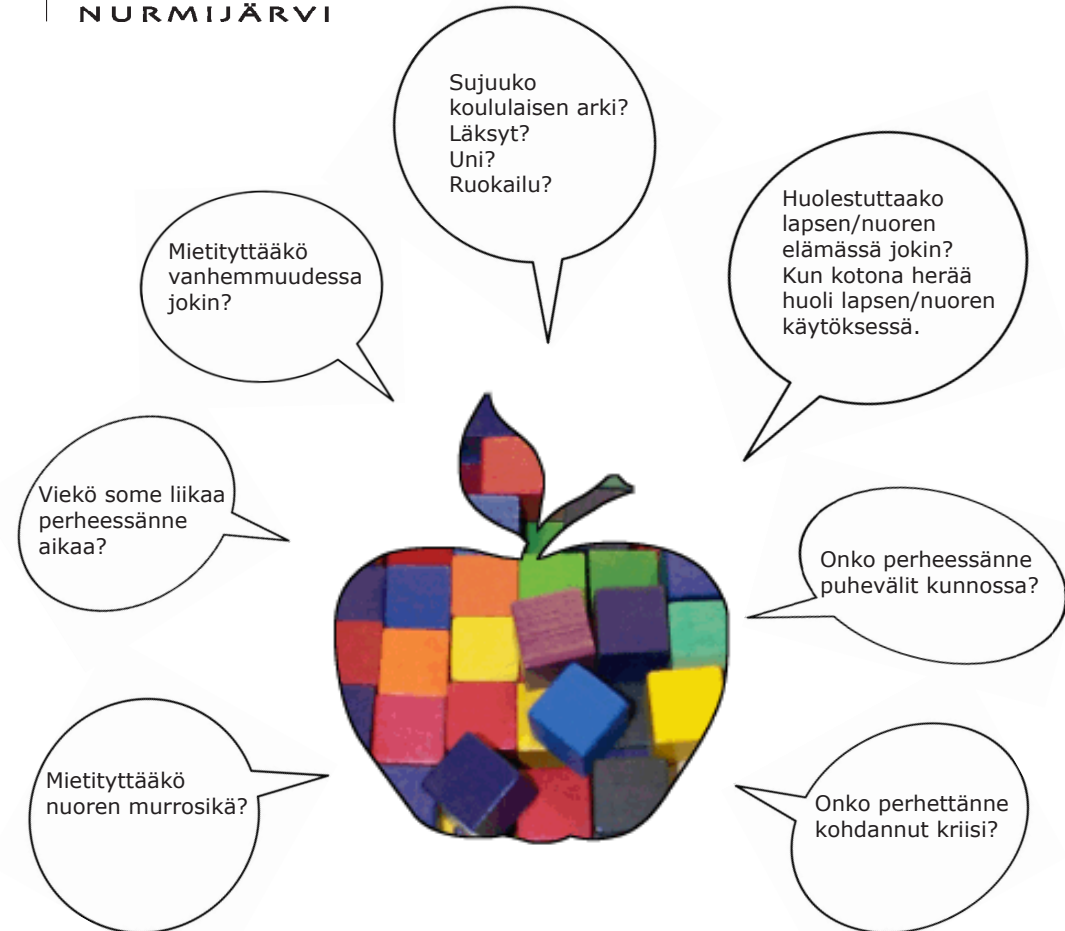 NURMIJÄRVI
Sujuuko
koululaisen arki?
Läksyt?
Uni?
Ruokailu?
Huolestuttaako
lapsen/nuoren
elämässä jokin?
Kun kotona herää
huoli lapsen/nuoren
käytöksessä.
Mietityttääkö
vanhemmuudessa
jokin?
Viekö some liikaa
perheessänne
aikaa?
Onko perheessänne
puhevälit kunnossa?
Mietityttääkö
nuoren murrosikä?
Onko perhettänne
kohdannut kriisi?